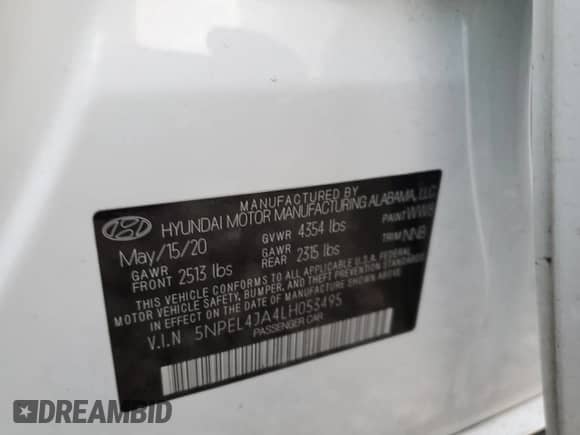 MANUFACTURED BY
HYUNDAI MOTOR MANUFACTURING ALABAMA, LLC
May/15/20 GVWR 4354 lbs PAINT WW8
GAWR FRONT 2513 lbs GAWR REAR 2315 lbs TRIM NNB
THIS VEHICLE CONFORMS TO ALL APPLICABLE U.S.A. FEDERAL
MOTOR VEHICLE SAFETY, BUMPER, AND THEFT PREVENTION STANDARDS
IN EFFECT ON THE DATE OF MANUFACTURE SHOWN ABOVE.
V.I.N 5NPEL4JA4LH053495
PASSENGER CAR
DREAMBID